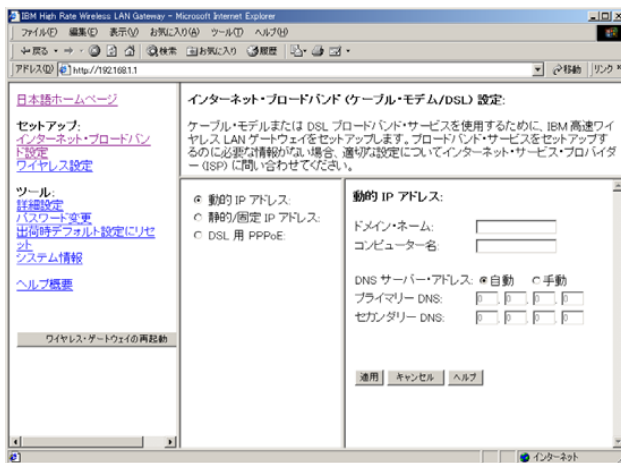 IBM High Rate Wireless LAN Gateway - Microsoft Internet Explorer
ファイル(F) 編集(E) 表示(V) お気に入り(A) ツール(T) ヘルプ(H)
戻る 検索 お気に入り 履歴
アドレス(D) http://192.168.1.1 移動 リンク »
日本語ホームページ
セットアップ:
インターネット・ブロードバン
ド設定
ワイヤレス設定
ツール:
詳細設定
パスワード変更
出荷時デフォルト設定にリセ
ット
システム情報
ヘルプ概要
ワイヤレス・ゲートウェイの再起動
インターネット・ブロードバンド (ケーブル・モデム/DSL) 設定:
ケーブル・モデルまたは DSL ブロードバンド・サービスを使用するために、IBM 高速ワイ
ヤレス LAN ゲートウェイをセットアップします。ブロードバンド・サービスをセットアップす
るのに必要な情報がない場合、適切な設定についてインターネット・サービス・プロバイダ
ー (ISP) に問い合わせてください。
動的 IP アドレス:
静的/固定 IP アドレス:
DSL 用 PPPoE:
動的 IP アドレス:
ドメイン・ネーム:
コンピューター名:
DNS サーバー・アドレス: 自動 手動
プライマリー DNS: 0 . 0 . 0 . 0
セカンダリー DNS: 0 . 0 . 0 . 0
適用 キャンセル ヘルプ
インターネット